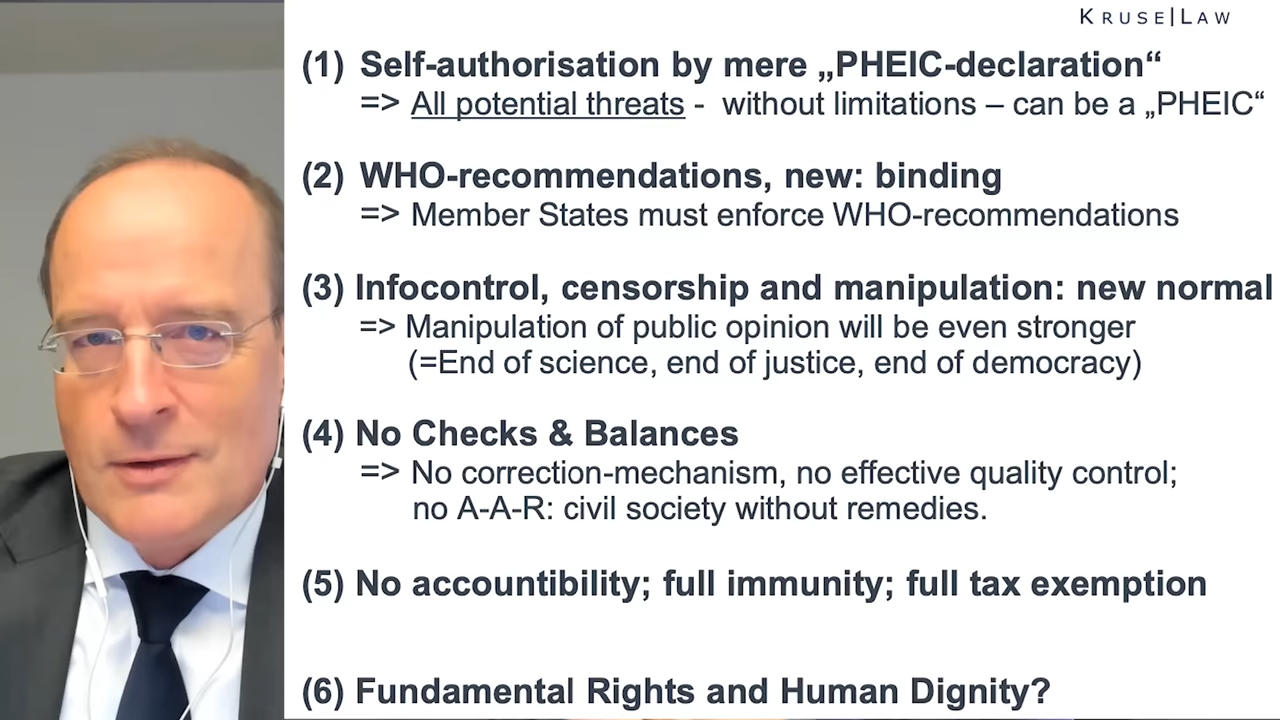 KRUSE|LAW
(1) Self-authorisation by mere „PHEIC-declaration“
=> All potential threats - without limitations – can be a „PHEIC“
(2) WHO-recommendations, new: binding
=> Member States must enforce WHO-recommendations
(3) Infocontrol, censorship and manipulation: new normal
=> Manipulation of public opinion will be even stronger
(=End of science, end of justice, end of democracy)
(4) No Checks & Balances
=> No correction-mechanism, no effective quality control;
no A-A-R: civil society without remedies.
(5) No accountibility; full immunity; full tax exemption
(6) Fundamental Rights and Human Dignity?